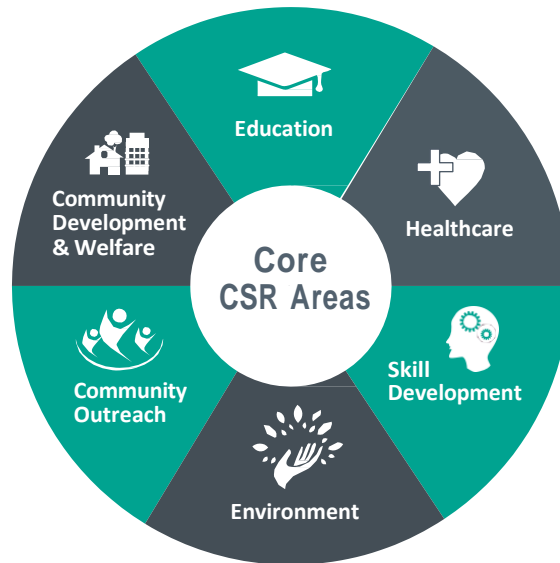 Education
Healthcare
Skill
Development
Environment
Community
Outreach
Community
Development
& Welfare
Core
CSR Areas